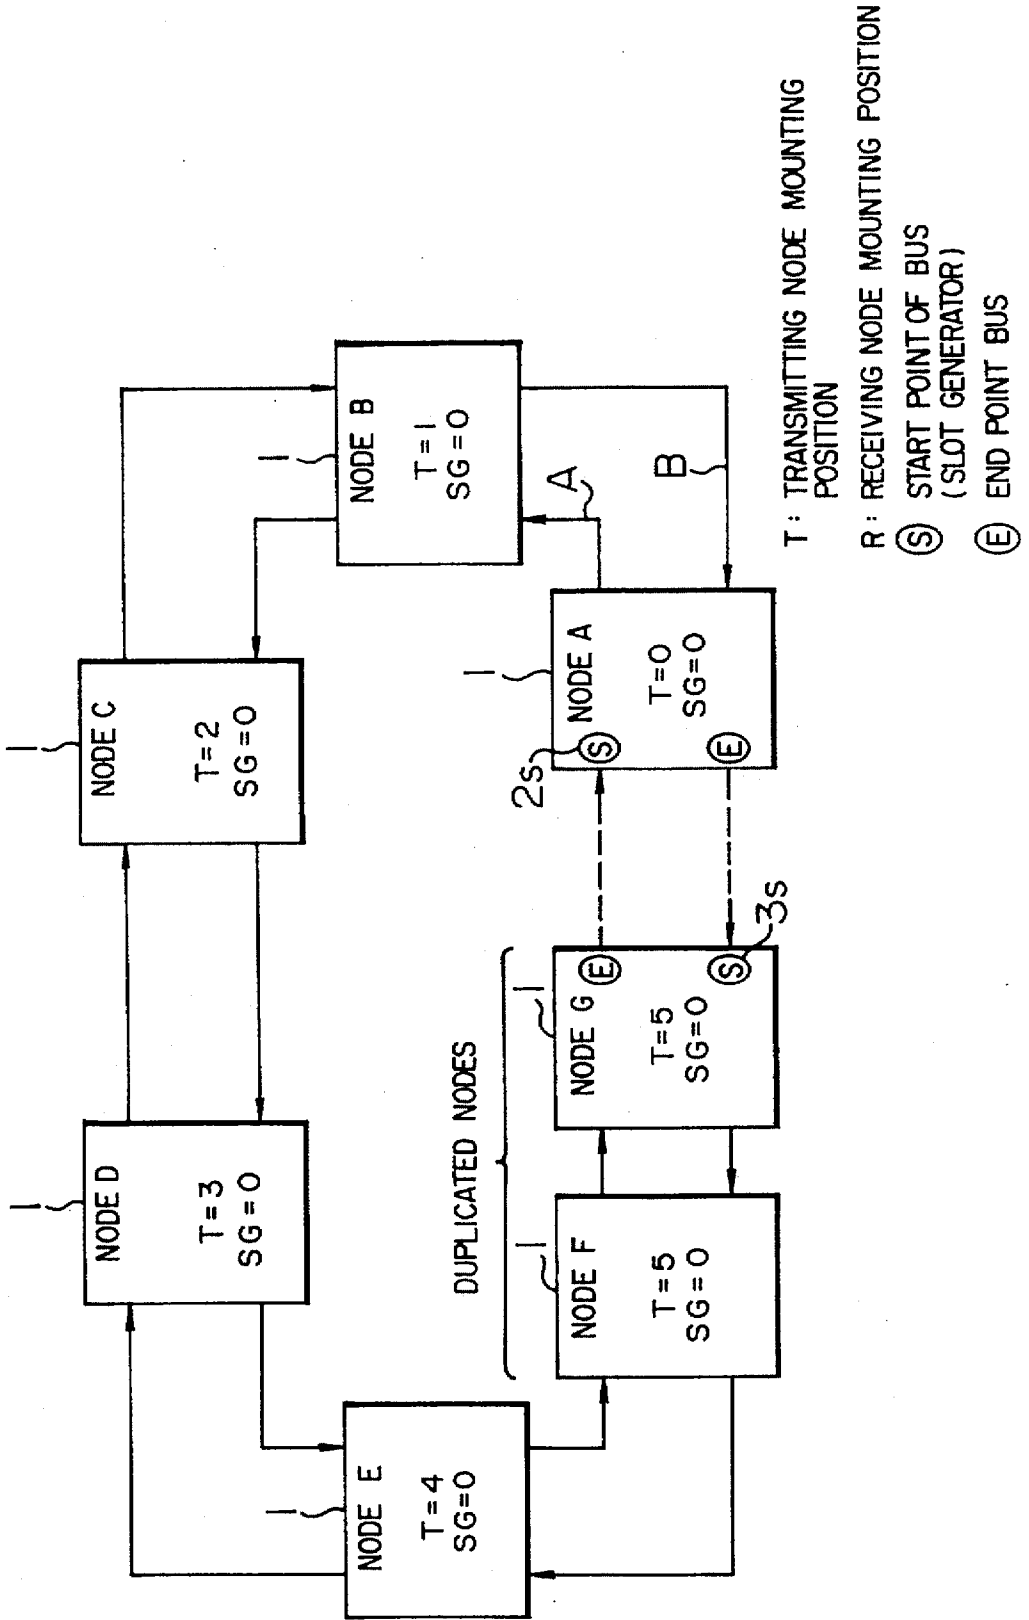 NODE D
T=3
SG=0
1
NODE C
T=2
SG=0
1
NODE E
T=4
SG=0
1
NODE B
T=1
SG=0
1
A
B
DUPLICATED NODES
NODE F
T=5
SG=0
1
NODE G
T=5
SG=0
1
E
S
3s
NODE A
T=0
SG=0
1
S
2s
E
T : TRANSMITTING NODE MOUNTING
POSITION
R : RECEIVING NODE MOUNTING POSITION
S START POINT OF BUS
(SLOT GENERATOR)
E END POINT BUS